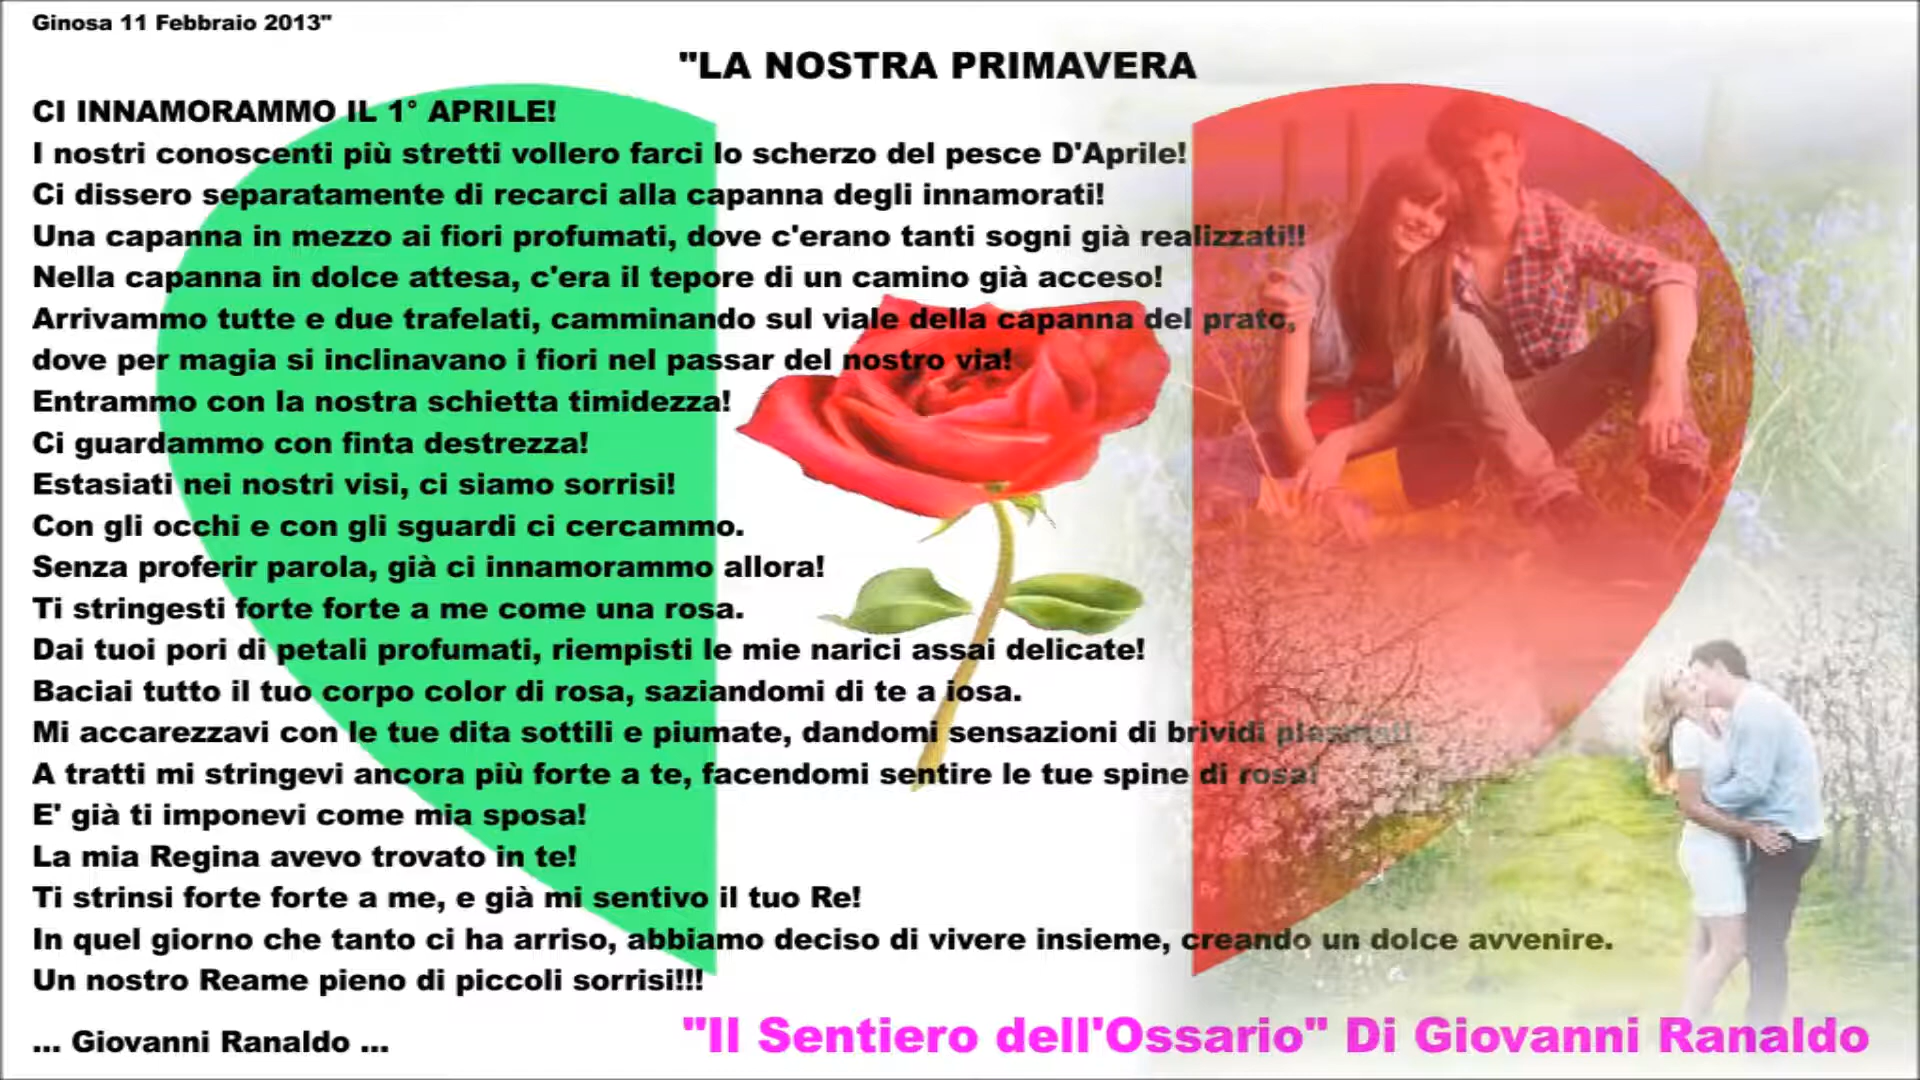 Ginosa 11 Febbraio 2013"
"LA NOSTRA PRIMAVERA
CI INNAMORAMMO IL 1° APRILE!
I nostri conoscenti più stretti vollero farci lo scherzo del pesce D'Aprile!
Ci dissero separatamente di recarci alla capanna degli innamorati!
Una capanna in mezzo ai fiori profumati, dove c'erano tanti sogni già realizzati!!
Nella capanna in dolce attesa, c'era il tepore di un camino già acceso!
Arrivammo tutte e due trafelati, camminando sul viale della capanna del prato,
dove per magia si inclinavano i fiori nel passar del nostro via!
Entrammo con la nostra schietta timidezza!
Ci guardammo con finta destrezza!
Estasiati nei nostri visi, ci siamo sorrisi!
Con gli occhi e con gli sguardi ci cercammo.
Senza proferir parola, già ci innamorammo allora!
Ti stringesti forte forte a me come una rosa.
Dai tuoi pori di petali profumati, riempisti le mie narici assai delicate!
Baciai tutto il tuo corpo color di rosa, saziandomi di te a iosa.
Mi accarezzavi con le tue dita sottili e piumate, dandomi sensazioni di brividi
A tratti mi stringevi ancora più forte a te, facendomi sentire le tue spine di rosa!
E' già ti imponevi come mia sposa!
La mia Regina avevo trovato in te!
Ti strinsi forte forte a me, e già mi sentivo il tuo Re!
In quel giorno che tanto ci ha arriso, abbiamo deciso di vivere insieme, creando un dolce avvenire.
Un nostro Reame pieno di piccoli sorrisi!!!
... Giovanni Ranaldo ...
"Il Sentiero dell'Ossario" Di Giovanni Ranaldo